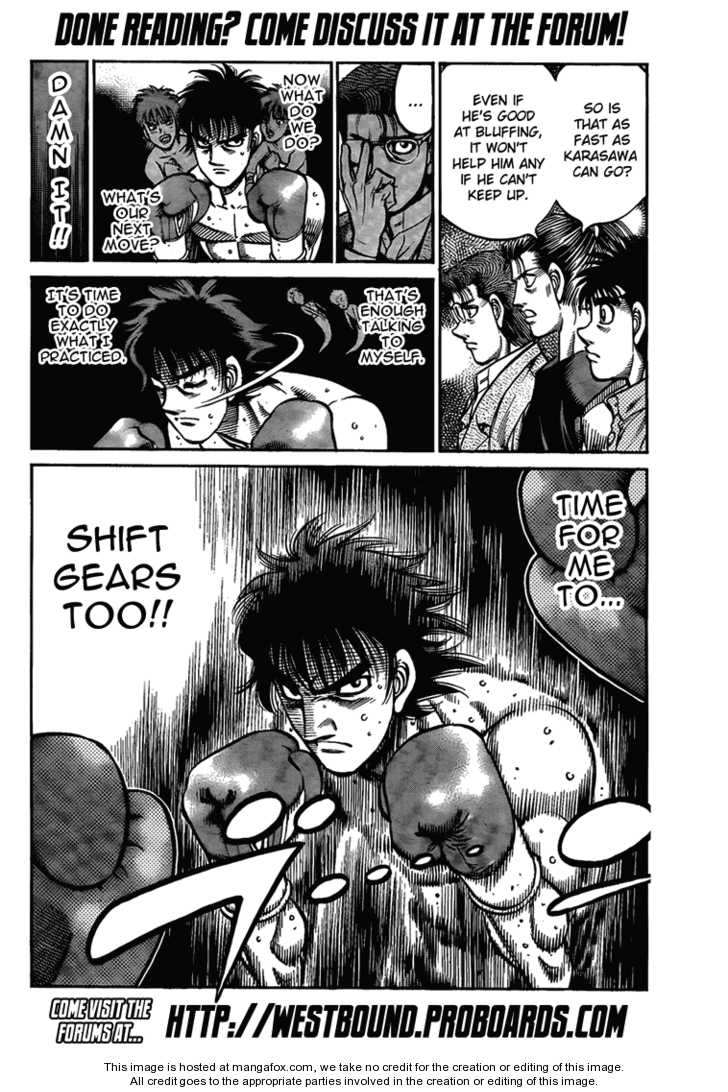 DONE READING? COME DISCUSS IT AT THE FORUM!
SO IS
THAT AS
FAST AS
KARASAWA
CAN GO?
EVEN IF
HE'S GOOD
AT BLUFFING,
IT WON'T
HELP HIM ANY
IF HE CAN'T
KEEP UP.
...
NOW
WHAT
DO
WE
DO?
WHAT'S
OUR
NEXT
MOVE?
DAMN IT!!
THAT'S
ENOUGH
TALKING
TO
MYSELF.
IT'S TIME
TO DO
EXACTLY
WHAT I
PRACTICED.
TIME
FOR
ME
TO...
SHIFT
GEARS
TOO!!
COME VISIT THE
FORUMS AT...
HTTP://WESTBOUND.PROBOARDS.COM
This image is hosted at mangafox.com, we take no credit for the creation or editing of this image.
All credit goes to the appropriate parties involved in the creation or editing of this image.